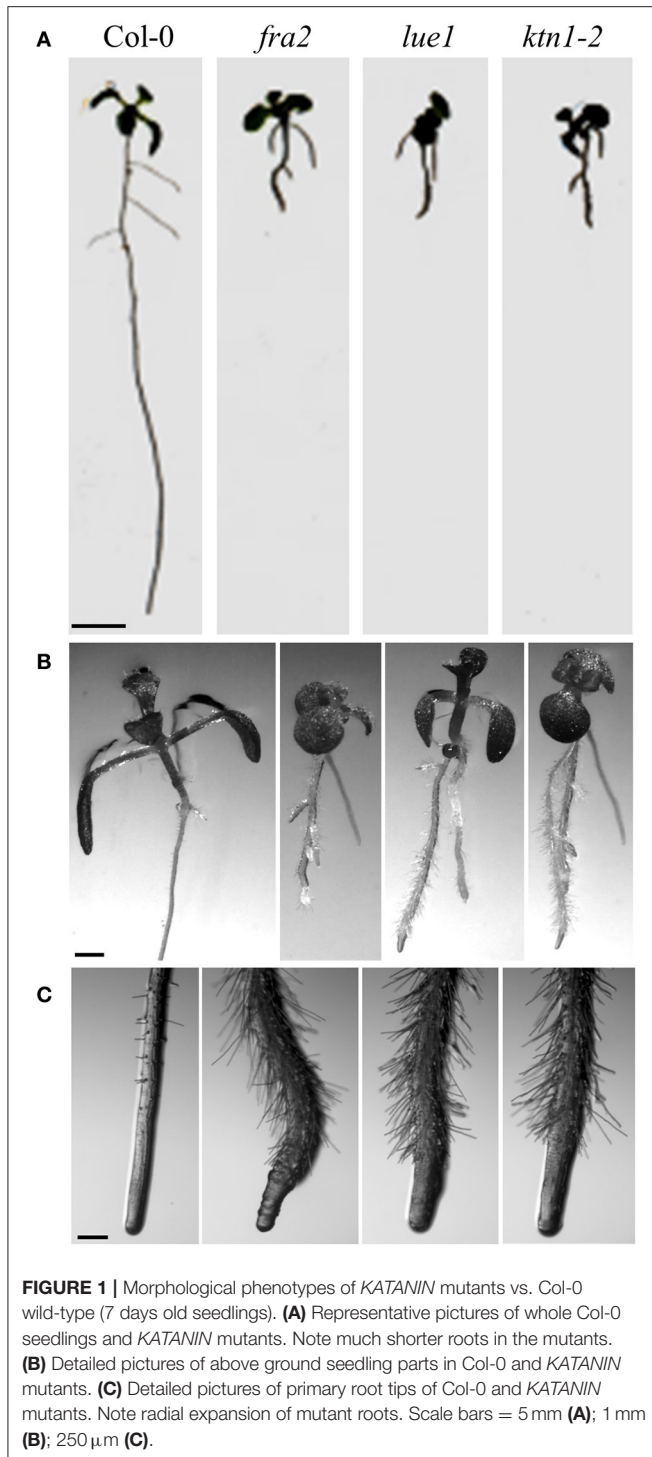 A Col-0 fra2 lue1 ktn1-2
B
C
FIGURE 1 | Morphological phenotypes of KATANIN mutants vs. Col-0
wild-type (7 days old seedlings). (A) Representative pictures of whole Col-0
seedlings and KATANIN mutants. Note much shorter roots in the mutants.
(B) Detailed pictures of above ground seedling parts in Col-0 and KATANIN
mutants. (C) Detailed pictures of primary root tips of Col-0 and KATANIN
mutants. Note radial expansion of mutant roots. Scale bars = 5 mm (A); 1 mm
(B); 250 μm (C).